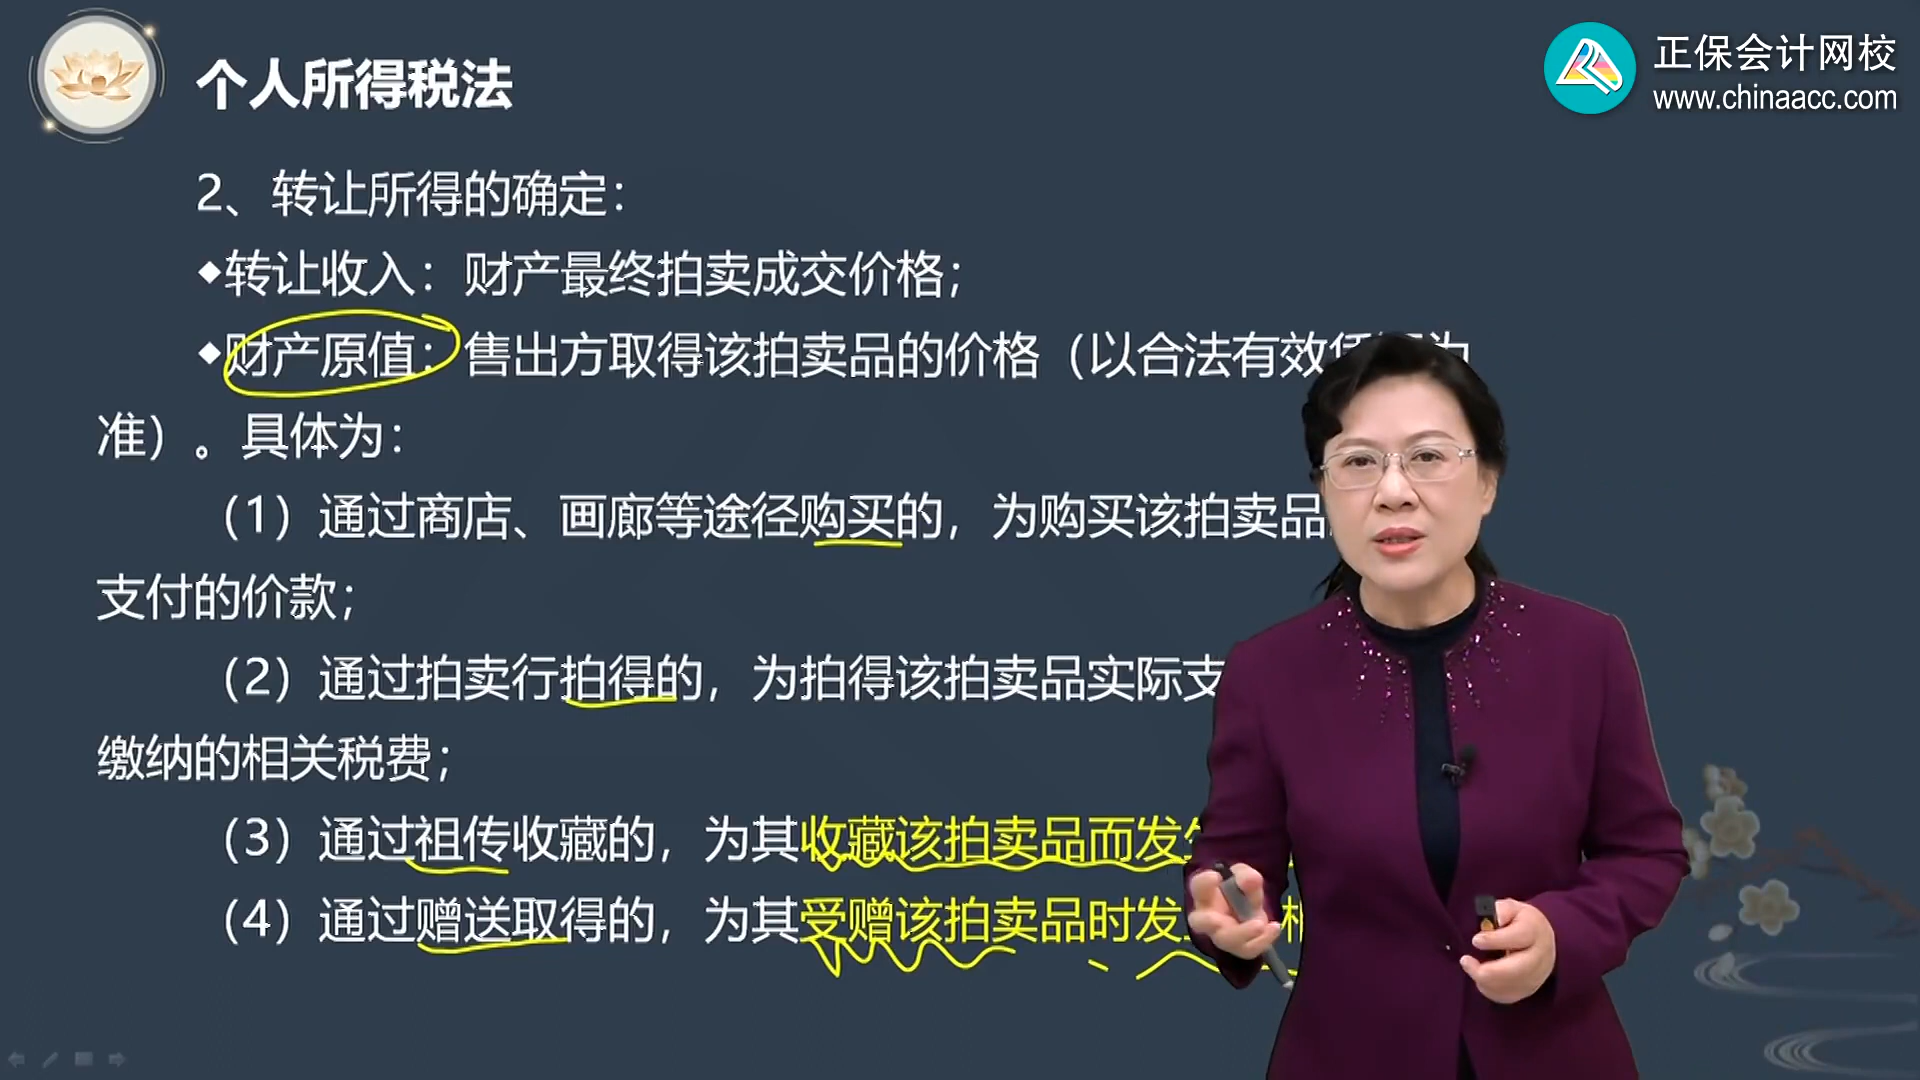 个人所得税法
正保会计网校
www.chinaacc.com
2、转让所得的确定：
◆转让收入：财产最终拍卖成交价格；
◆财产原值：售出方取得该拍卖品的价格（以合法有效凭证为
准）。具体为：
（1）通过商店、画廊等途径购买的，为购买该拍卖品
支付的价款；
（2）通过拍卖行拍得的，为拍得该拍卖品实际支
缴纳的相关税费；
（3）通过祖传收藏的，为其收藏该拍卖品而发生
（4）通过赠送取得的，为其受赠该拍卖品时发生 相